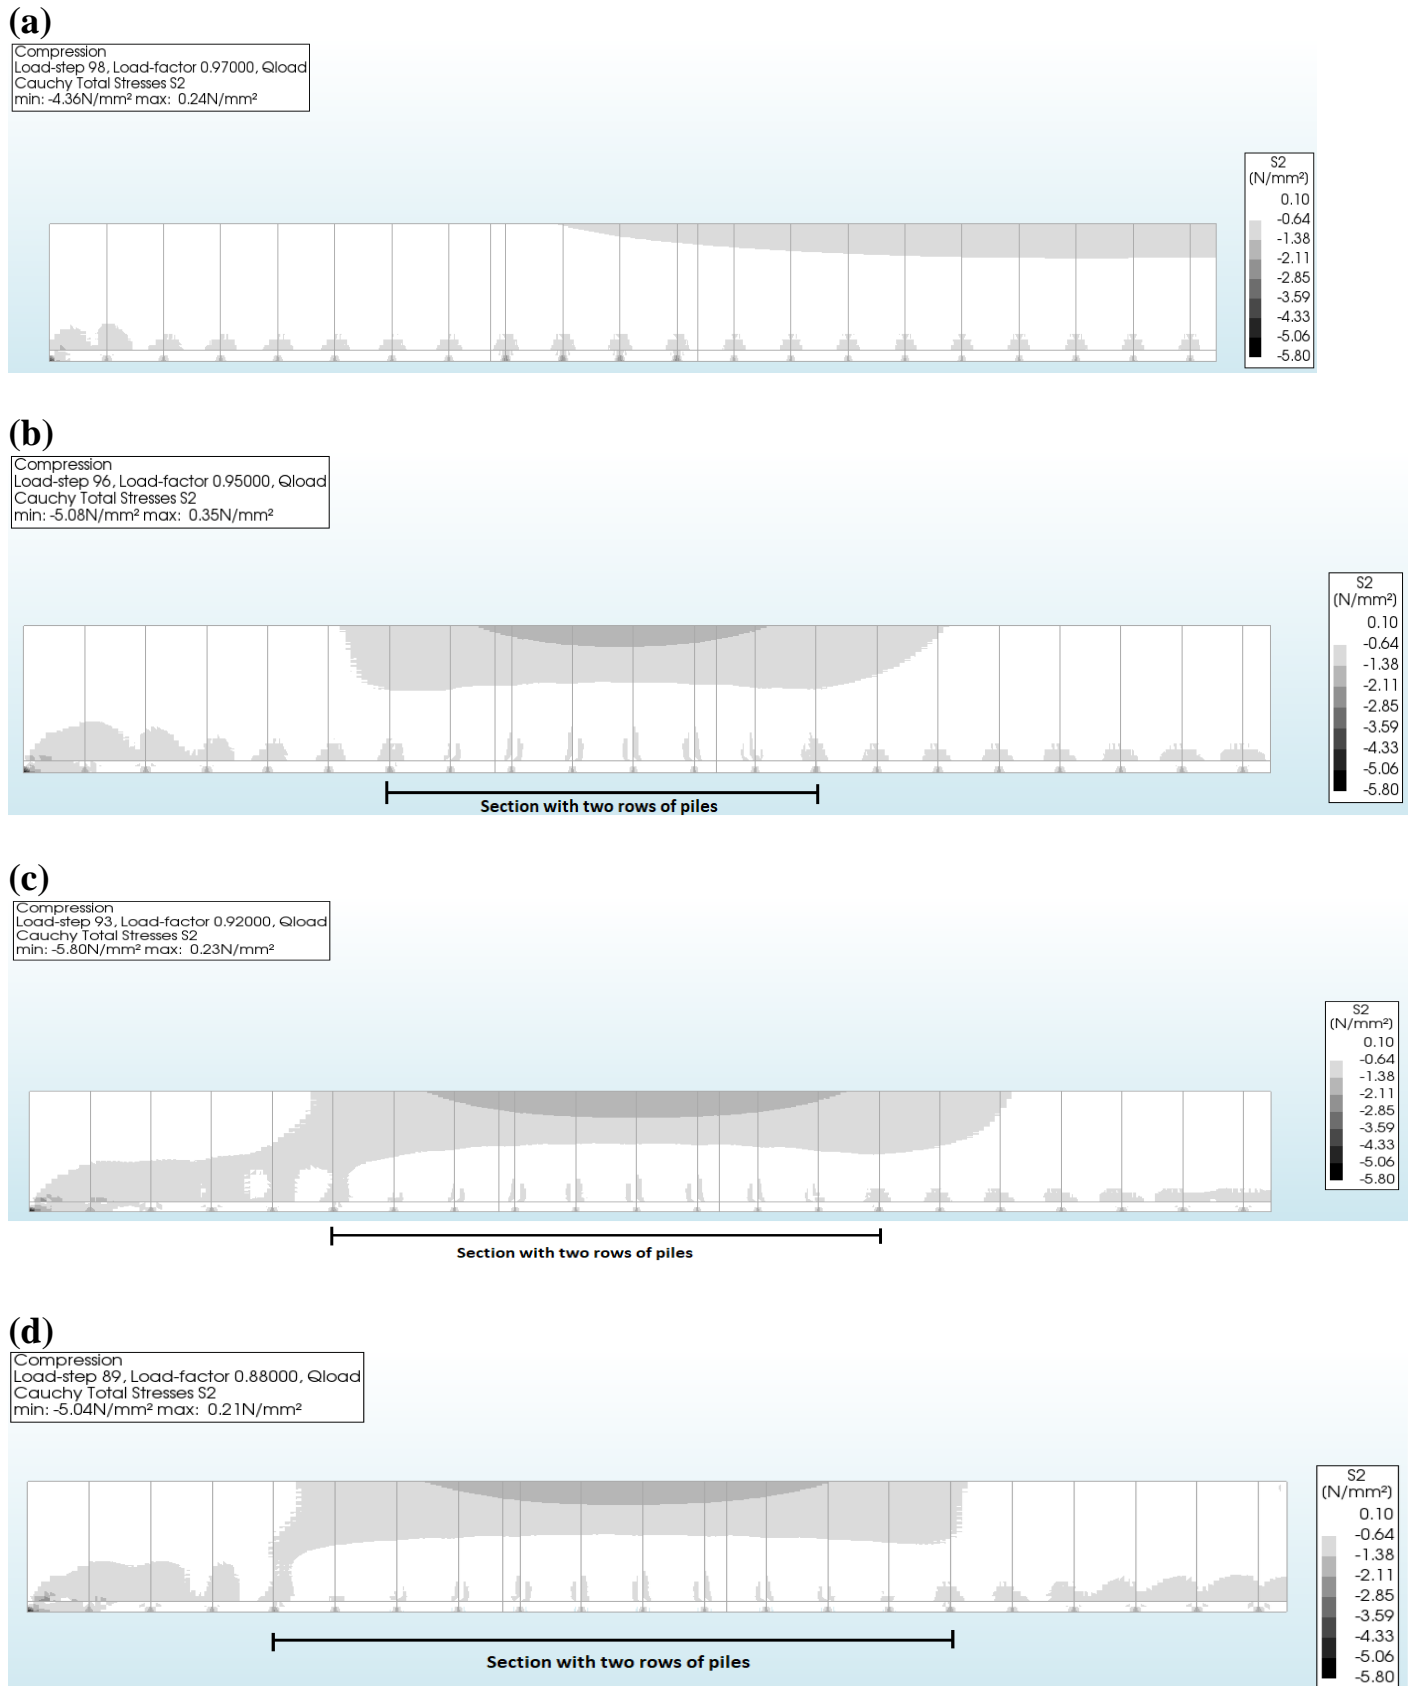 (a)
Compression
Load-step 98, Load-factor 0.97000, Qload
Cauchy Total Stresses S2
min: -4.36N/mm² max: 0.24N/mm²
S2
(N/mm²)
0.10
-0.64
-1.38
-2.11
-2.85
-3.59
-4.33
-5.06
-5.80
(b)
Compression
Load-step 96, Load-factor 0.95000, Qload
Cauchy Total Stresses S2
min: -5.08N/mm² max: 0.35N/mm²
S2
(N/mm²)
0.10
-0.64
-1.38
-2.11
-2.85
-3.59
-4.33
-5.06
-5.80
Section with two rows of piles
(c)
Compression
Load-step 93, Load-factor 0.92000, Qload
Cauchy Total Stresses S2
min: -5.80N/mm² max: 0.23N/mm²
S2
(N/mm²)
0.10
-0.64
-1.38
-2.11
-2.85
-3.59
-4.33
-5.06
-5.80
Section with two rows of piles
(d)
Compression
Load-step 89, Load-factor 0.88000, Qload
Cauchy Total Stresses S2
min: -5.04N/mm² max: 0.21N/mm²
S2
(N/mm²)
0.10
-0.64
-1.38
-2.11
-2.85
-3.59
-4.33
-5.06
-5.80
Section with two rows of piles